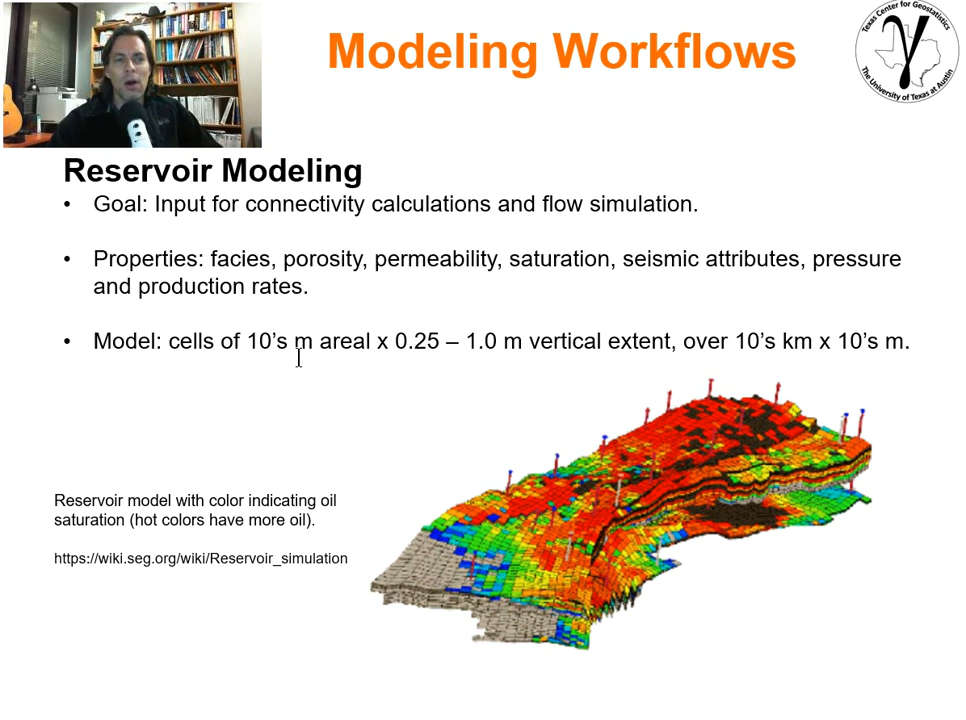 Modeling Workflows
Texas Center for Geostatistics
γ
The University of Texas at Austin
Reservoir Modeling
• Goal: Input for connectivity calculations and flow simulation.
• Properties: facies, porosity, permeability, saturation, seismic attributes, pressure
and production rates.
• Model: cells of 10’s m areal x 0.25 – 1.0 m vertical extent, over 10’s km x 10’s m.
Reservoir model with color indicating oil
saturation (hot colors have more oil).
https://wiki.seg.org/wiki/Reservoir_simulation